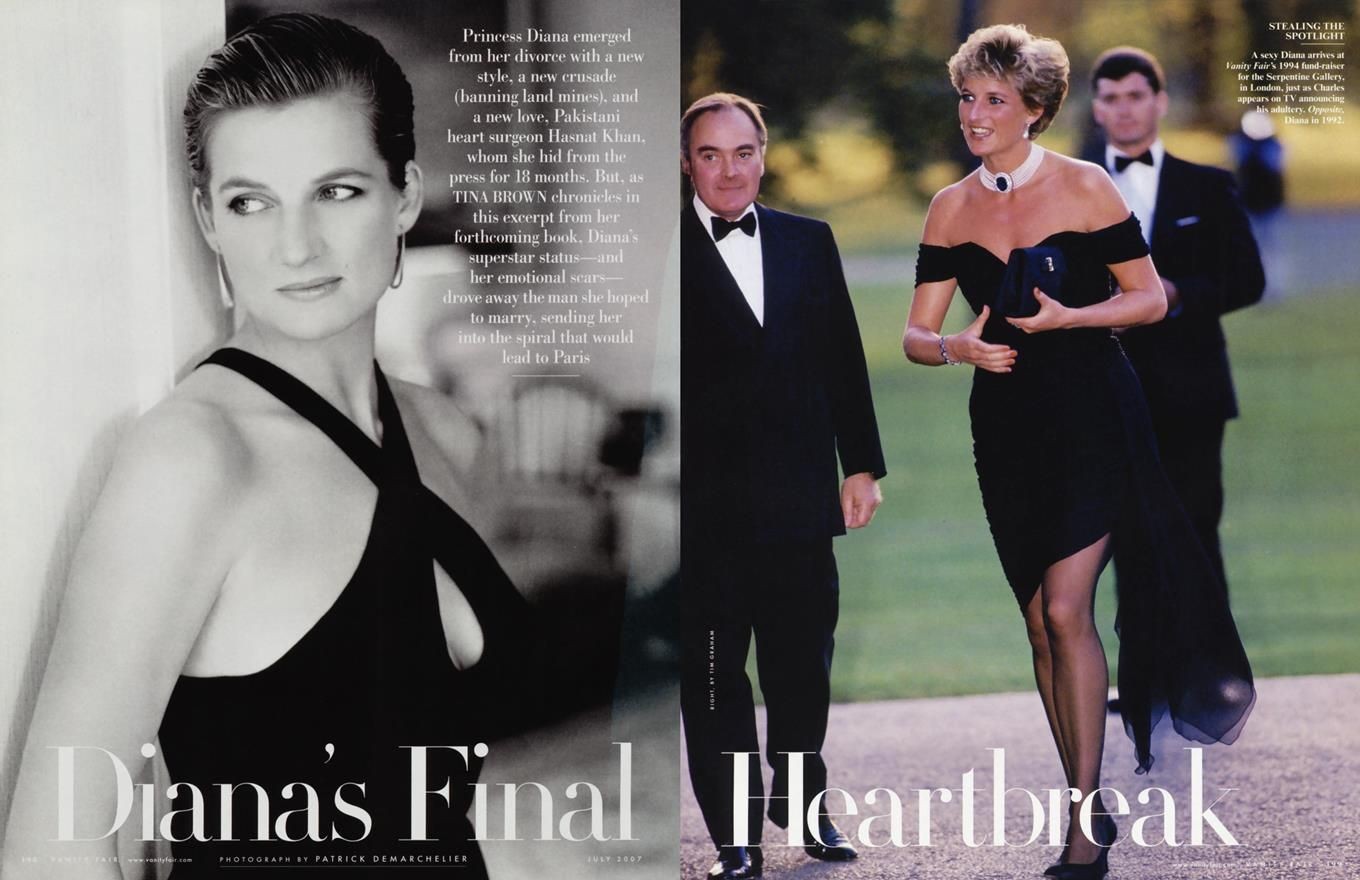 Princess Diana emerged
from her divorce with a new
style, a new crusade
(banning land mines), and
a new love, Pakistani
heart surgeon Hasnat Khan,
whom she hid from the
press for 18 months. But, as
TINA BROWN chronicles in
this excerpt from her
forthcoming book, Diana's
superstar status—and
her emotional scars—
drove away the man she hoped
to marry, sending her
into the spiral that would
lead to Paris
Diana's Final
VANITY FAIR www.vanityfair.com
PHOTOGRAPH BY PATRICK DEMARCHELIER
JULY 2007
STEALING THE
SPOTLIGHT
A sexy Diana arrives at
Vanity Fair's 1994 fund-raiser
for the Serpentine Gallery,
in London, just as Charles
appears on TV announcing
his adultery. Opposite,
Diana in 1992.
RIGHT, BY TIM GRAHAM
Heartbreak
www.vanityfair.com VANITY FAIR